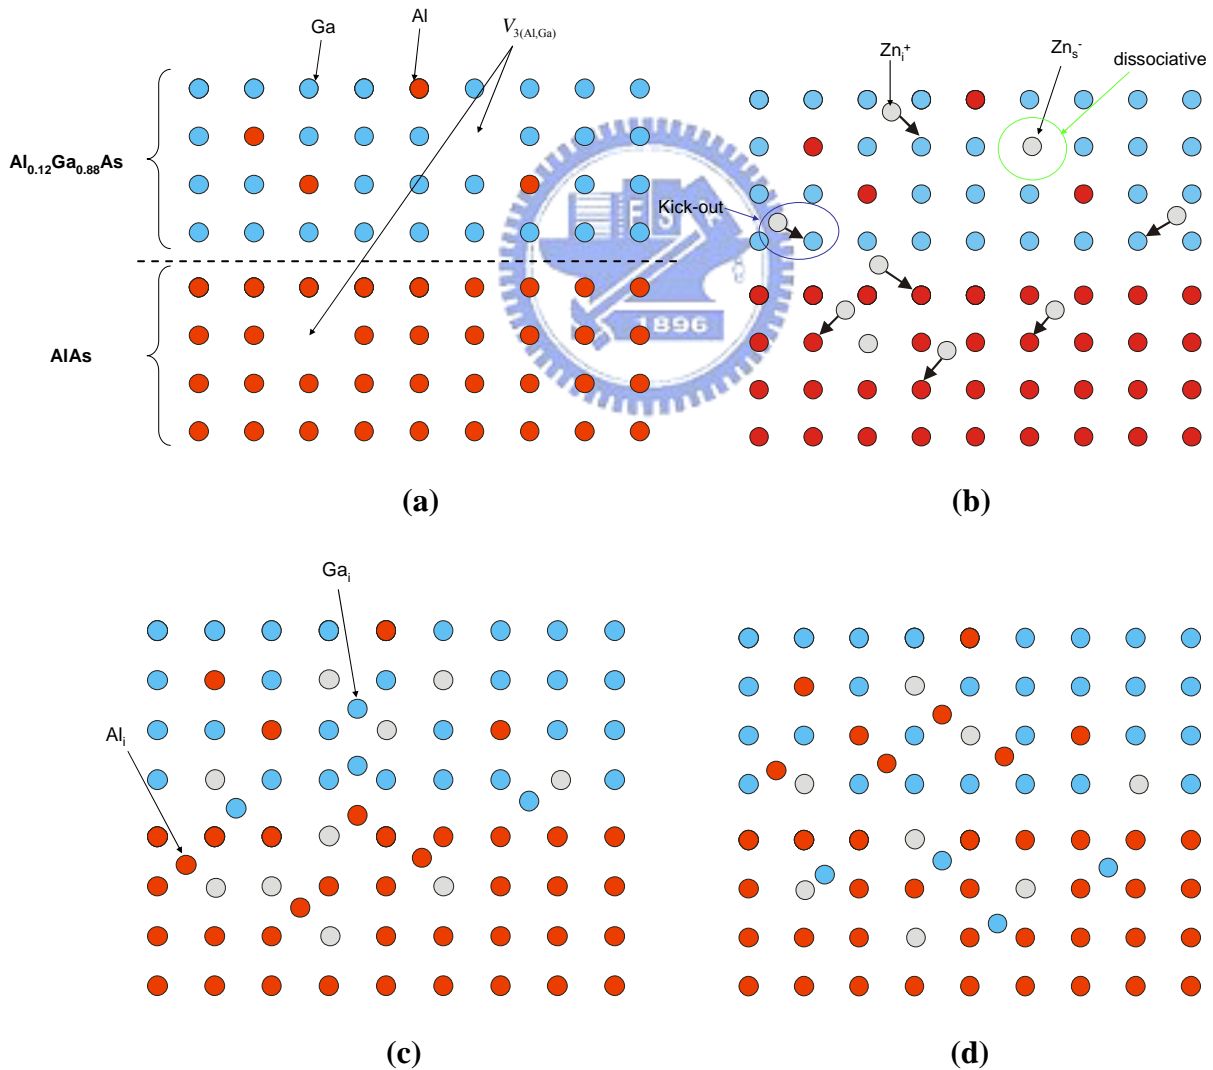 Ga
Al
V₃(Al,Ga)
Al₀.₁₂Ga₀.₈₈As
AlAs
(a)
Znᵢ⁺
Znₛ⁻
dissociative
Kick-out
1896
(b)
Gaᵢ
Alᵢ
(c)
(d)